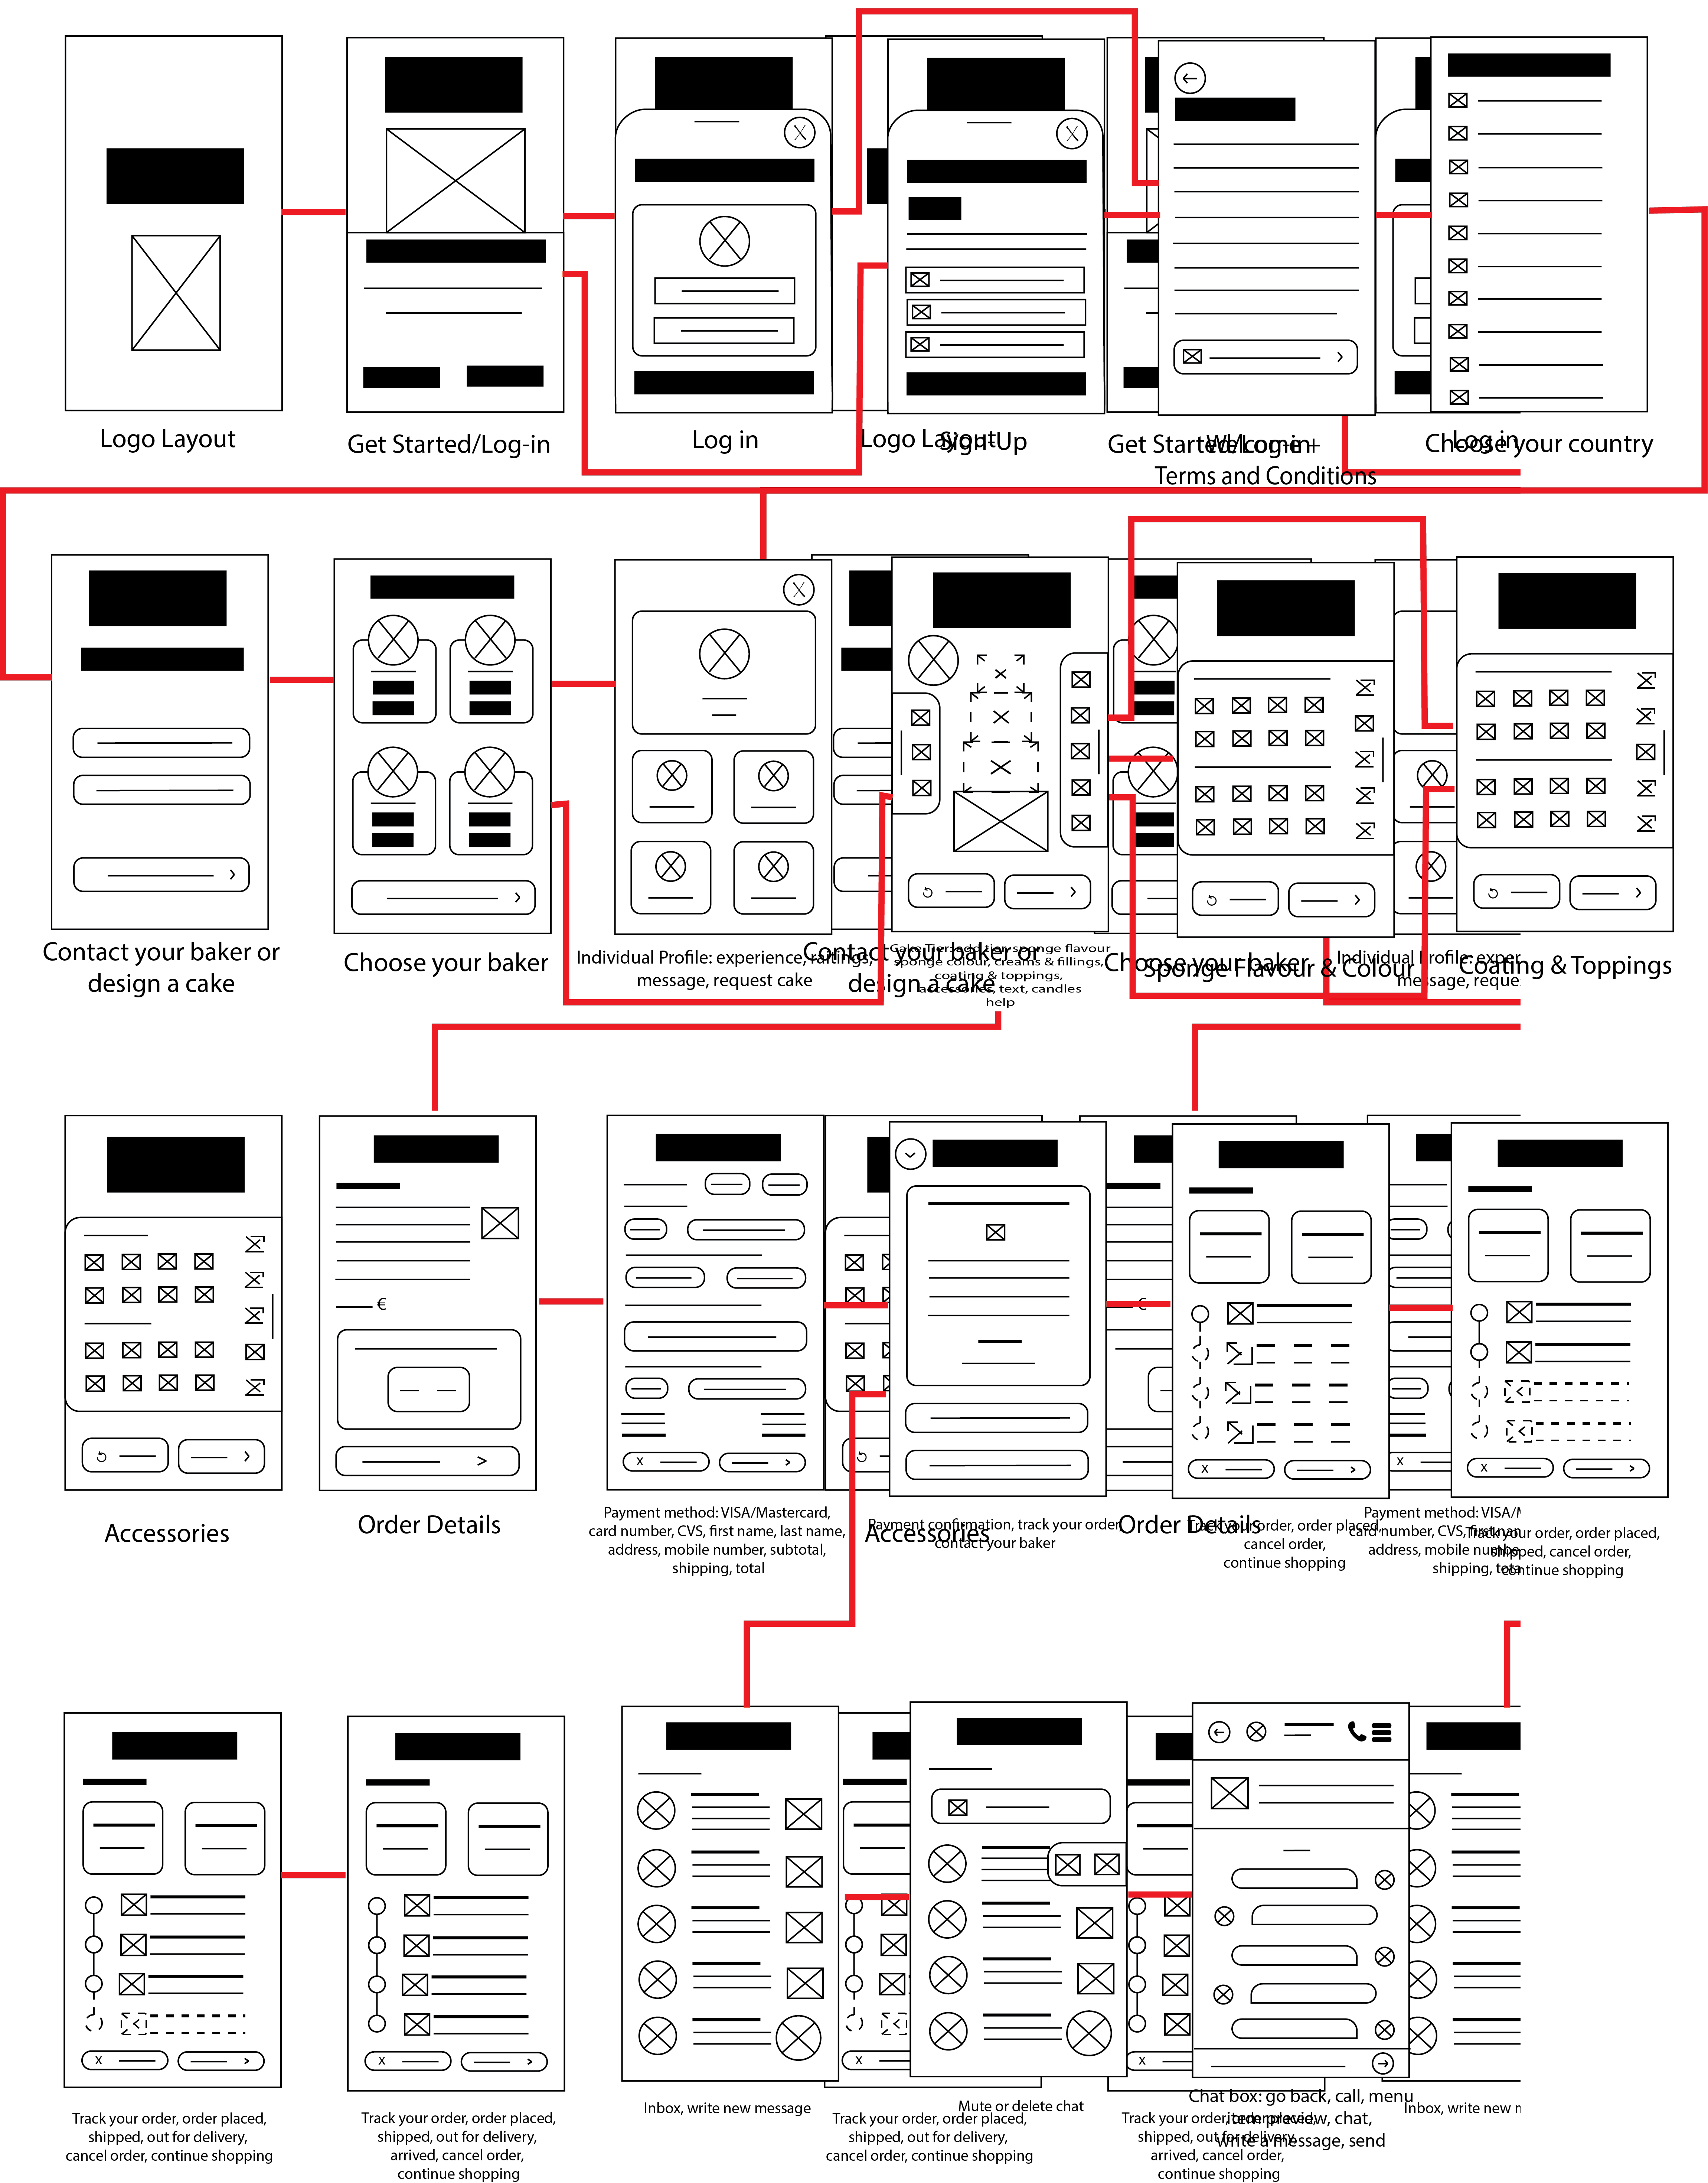 Logo Layout
Get Started/Log-in
Log in
Logo Layout
Sign-Up
Get Started/Log-in
Welcome +
Terms and Conditions
Log in
Choose your country
Contact your baker or
design a cake
Choose your baker
Individual Profile: experience, raitings,
message, request cake
Contact your baker or
design a cake
Cake Tiers: add tier, sponge flavour
sponge colour, creams & fillings,
coating & toppings,
accessories, text, candles
help
Choose your baker
Sponge Flavour & Colour
Individual Profile: exper
message, reque
Coating & Toppings
€
€
X
X
X
X
Accessories
Order Details
Payment method: VISA/Mastercard,
card number, CVS, first name, last name,
address, mobile number, subtotal,
shipping, total
Accessories
Payment confirmation, track your order
contact your baker
Order Details
Track your order, order placed,
cancel order,
continue shopping
Payment method: VISA/M
card number, CVS, first nam
address, mobile numbe
shipping, tota
Track your order, order placed,
shipped, cancel order,
continue shopping
X
X
X
X
Track your order, order placed,
shipped, out for delivery,
cancel order, continue shopping
Track your order, order placed,
shipped, out for delivery,
arrived, cancel order,
continue shopping
Inbox, write new message
Track your order, order placed,
shipped, out for delivery,
cancel order, continue shopping
Mute or delete chat
Track your order, order placed,
shipped, out for delivery,
arrived, cancel order,
continue shopping
Chat box: go back, call, menu
item preview, chat,
write a message, send
Inbox, write new n